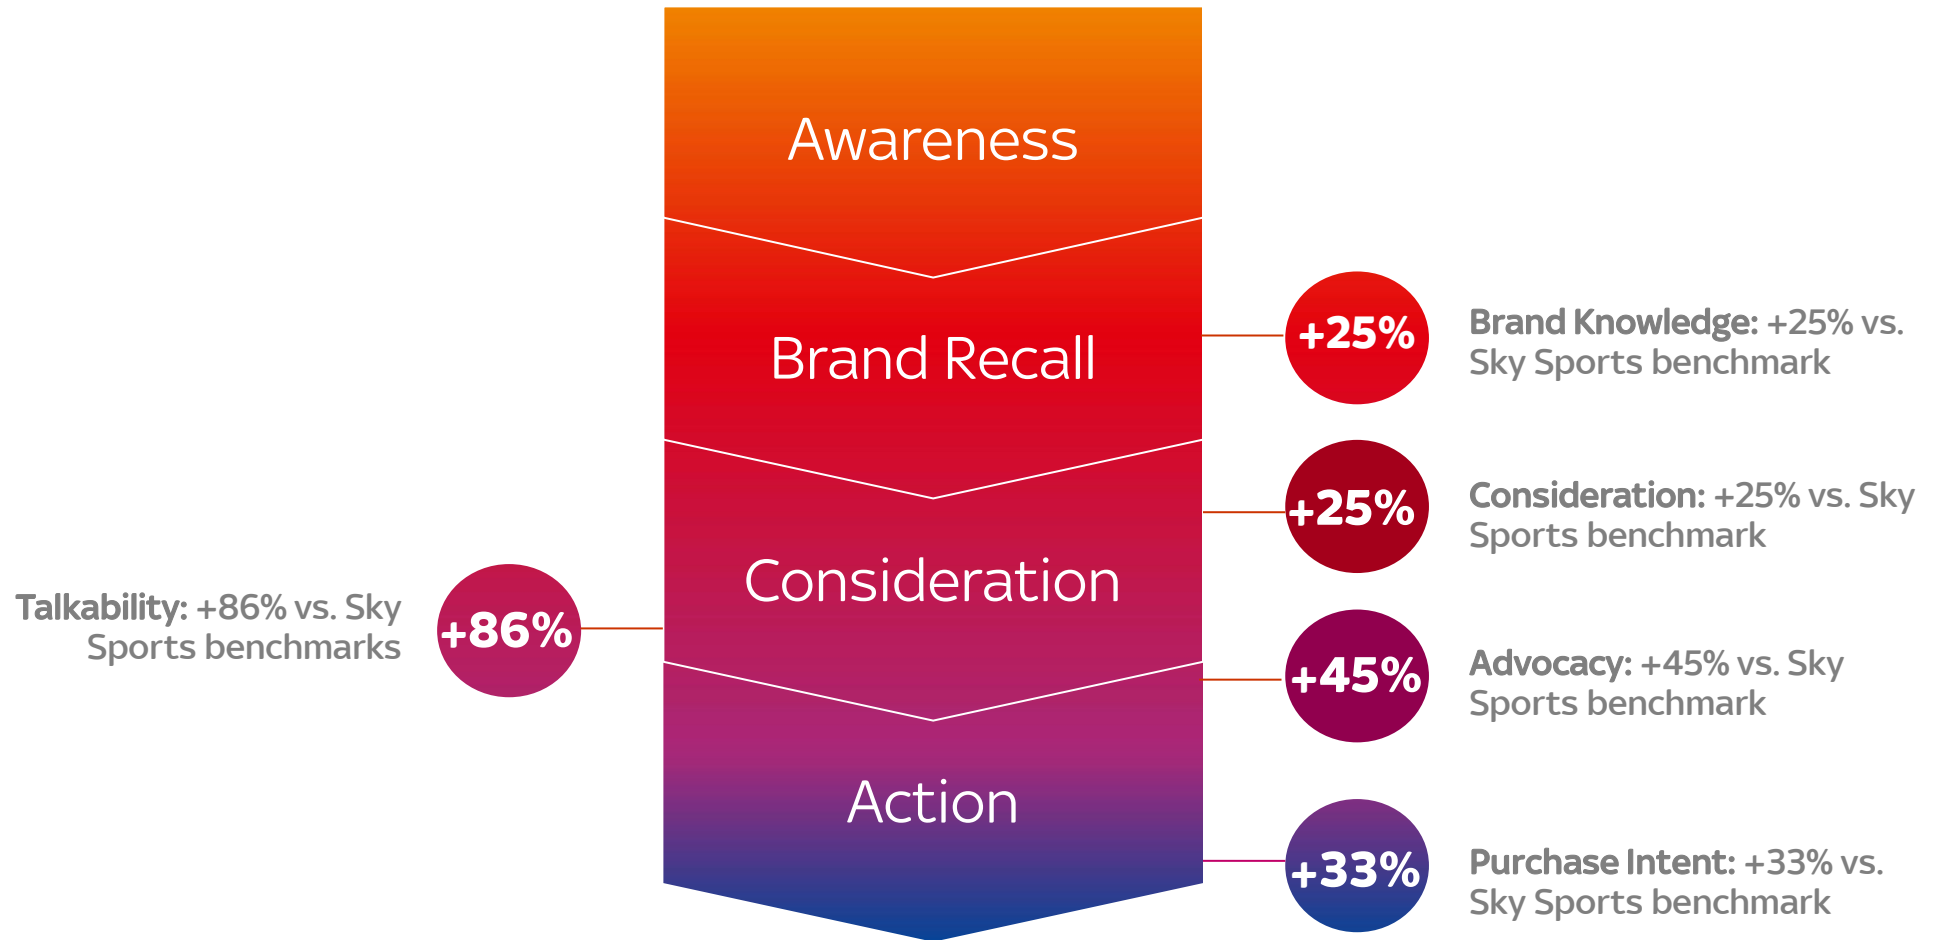 Awareness
Brand Recall
+25%
Brand Knowledge: +25% vs.
Sky Sports benchmark
+25%
Consideration: +25% vs. Sky
Sports benchmark
Consideration
Talkability: +86% vs. Sky
Sports benchmarks
+86%
+45%
Advocacy: +45% vs. Sky
Sports benchmark
Action
+33%
Purchase Intent: +33% vs.
Sky Sports benchmark